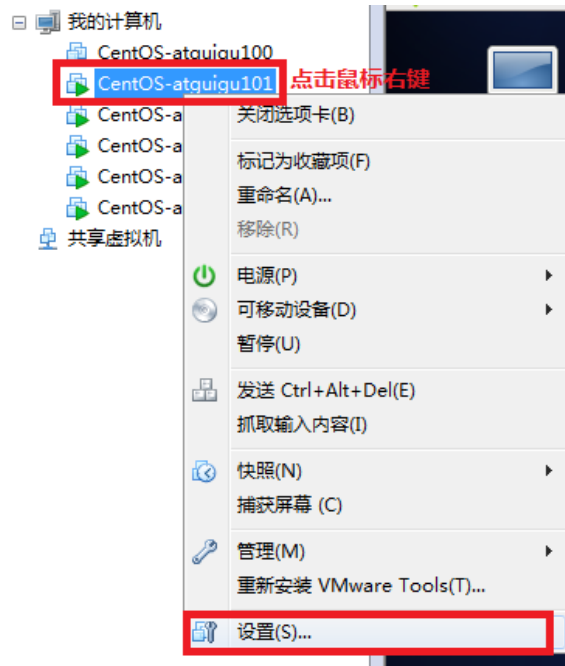 我的计算机
CentOS-atguigu100
CentOS-atguigu101 点击鼠标右键
CentOS-a 关闭选项卡(B)
CentOS-a 标记为收藏项(F)
CentOS-a 重命名(A)...
CentOS-a 移除(R)
共享虚拟机
电源(P)
可移动设备(D)
暂停(U)
发送 Ctrl+Alt+Del(E)
抓取输入内容(I)
快照(N)
捕获屏幕 (C)
管理(M)
重新安装 VMware Tools(T)...
设置(S)...